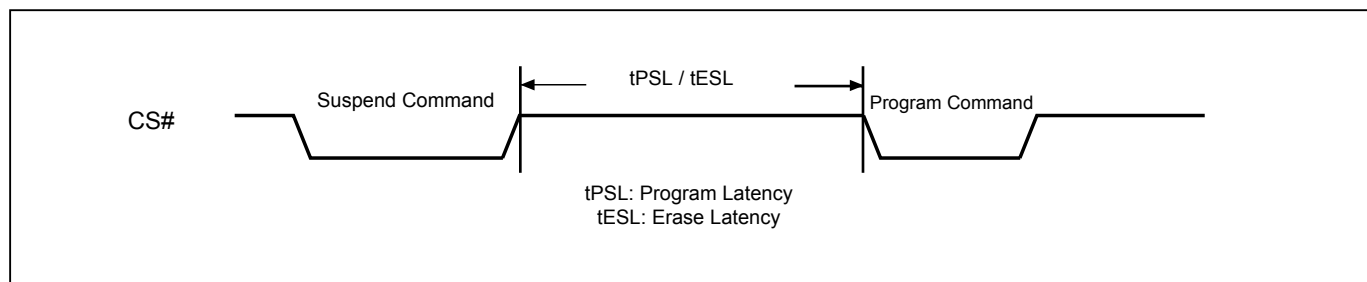 tPSL / tESL
Suspend Command
Program Command
CS#
tPSL: Program Latency
tESL: Erase Latency